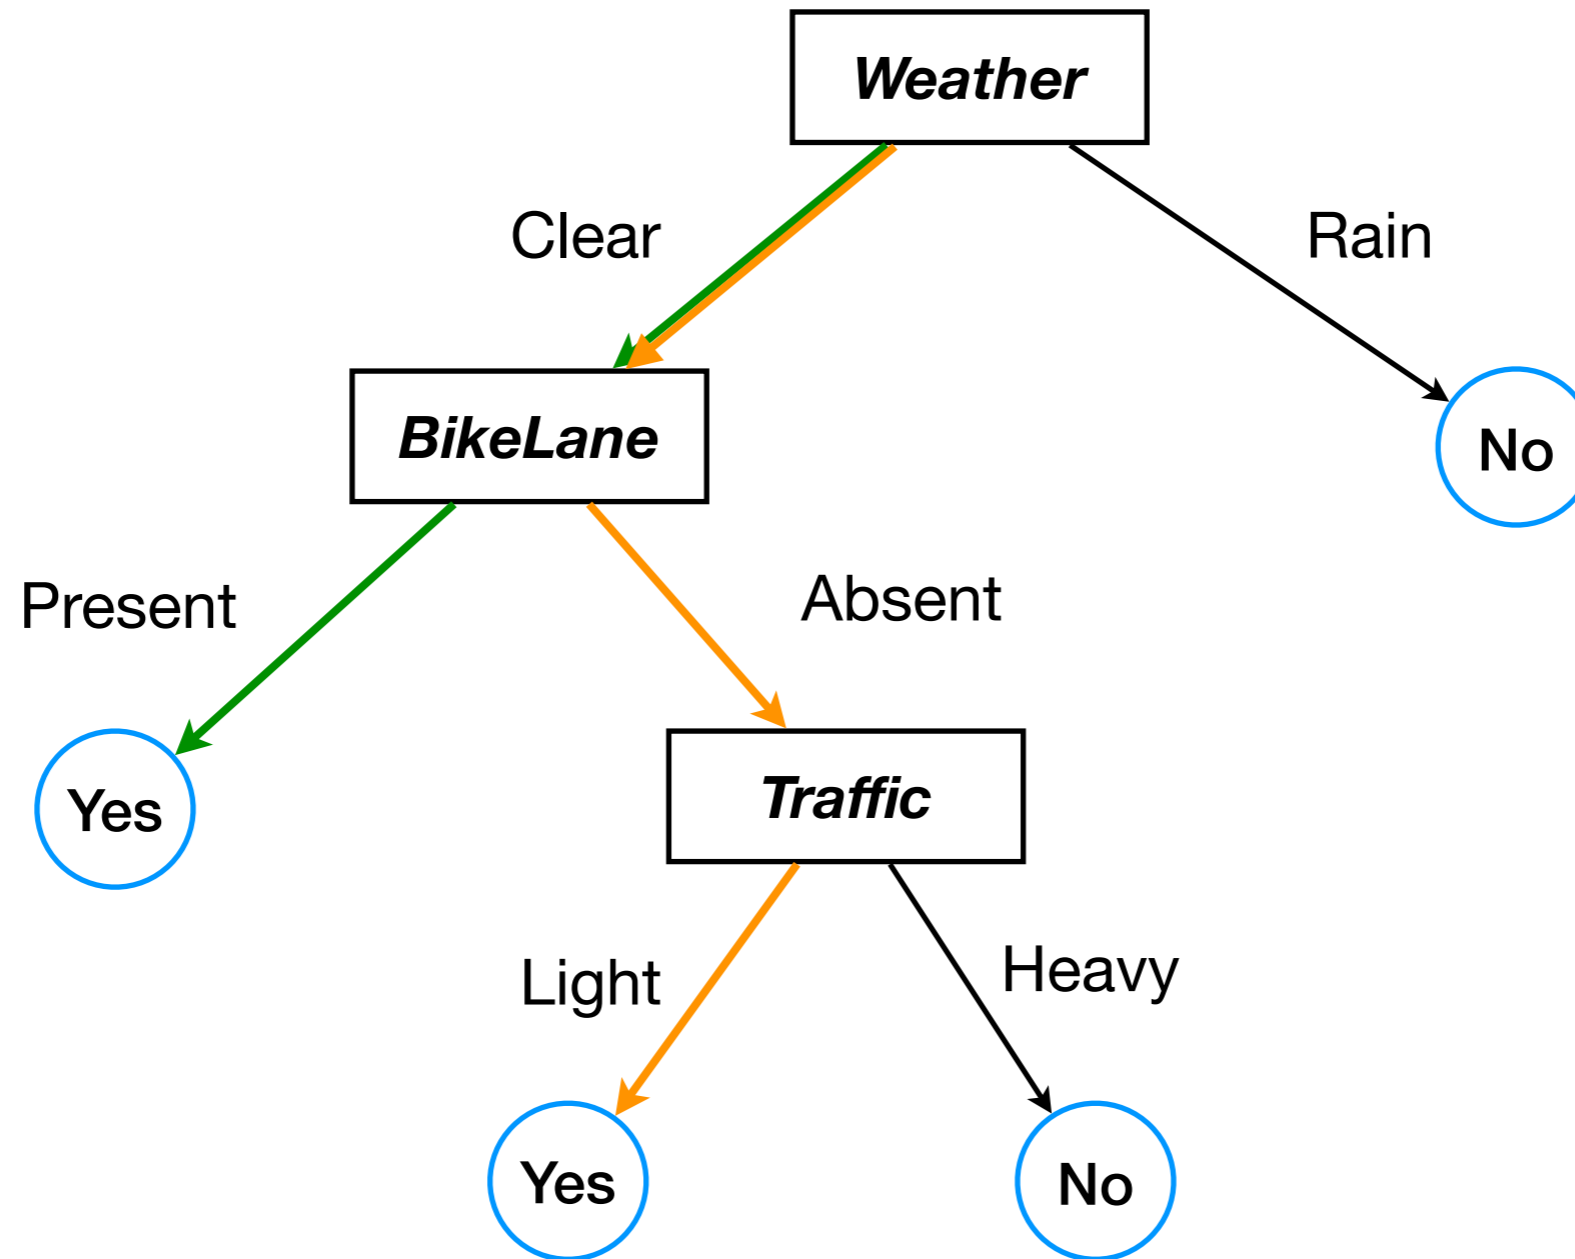 Weather
Clear
Rain
BikeLane
No
Present
Absent
Yes
Traffic
Light
Heavy
Yes
No